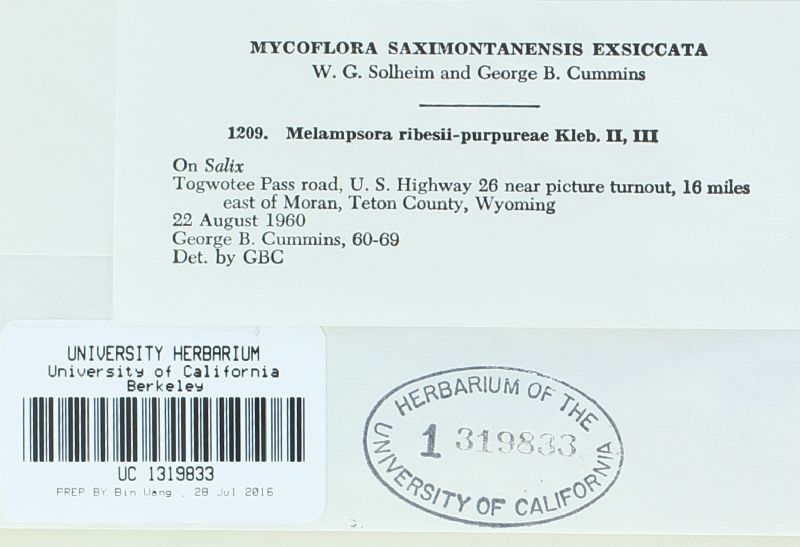 MYCOFLORA SAXIMONTANENSIS EXSICCATA
W. G. Solheim and George B. Cummins
1209. Melampsora ribesii-purpureae Kleb. II, III
On Salix
Togwotee Pass road, U. S. Highway 26 near picture turnout, 16 miles
east of Moran, Teton County, Wyoming
22 August 1960
George B. Cummins, 60-69
Det. by GBC
UNIVERSITY HERBARIUM
University of California
Berkeley
UC 1319833
PREP BY Bin Wang . 28 Jul 2016
HERBARIUM OF THE
1 319833
UNIVERSITY OF CALIFORNIA